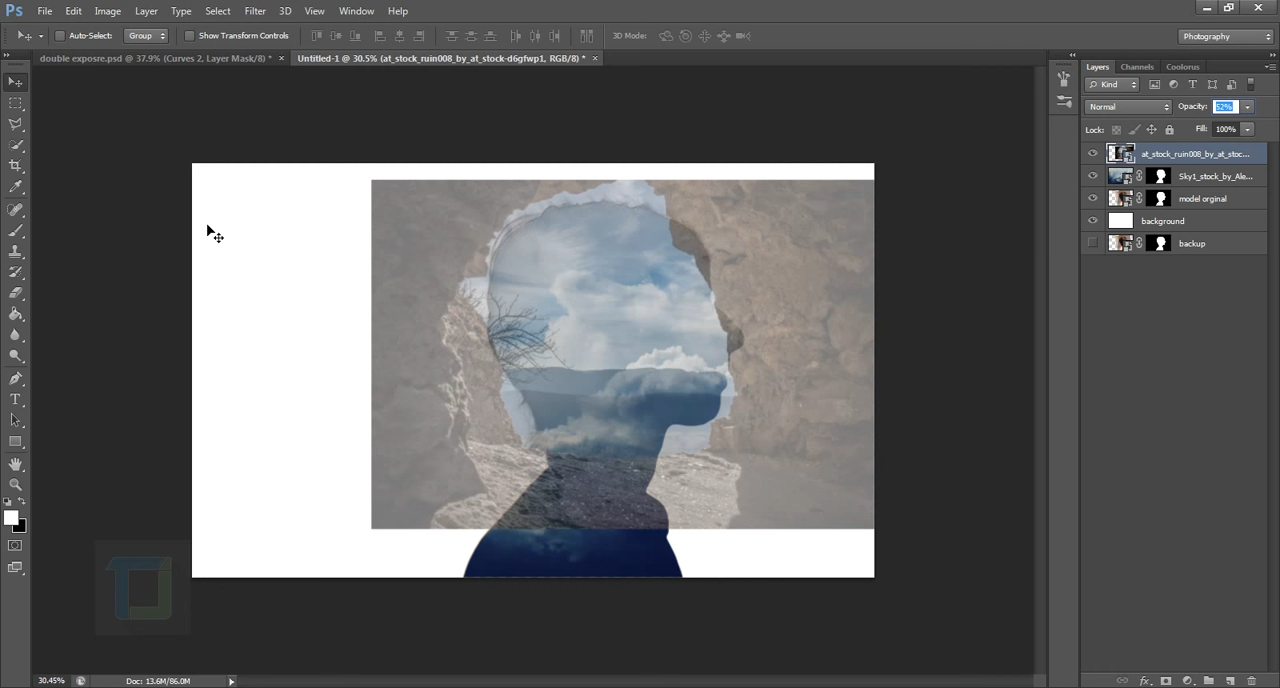 Ps File Edit Image Layer Type Select Filter 3D View Window Help
Auto-Select: Group Show Transform Controls 3D Mode: Photography
double exposre.psd @ 37.9% (Curves 2, Layer Mask/8) * × Untitled-1 @ 30.5% (at_stock_ruin008_by_at_stock-d6gfwp1, RGB/8) * ×
Layers Channels Coolorus
Kind
Normal Opacity: 52%
Lock: Fill: 100%
at_stock_ruin008_by_at_stoc...
Sky1_stock_by_Ale...
model orginal
background
backup
30.45% Doc: 13.6M/86.0M